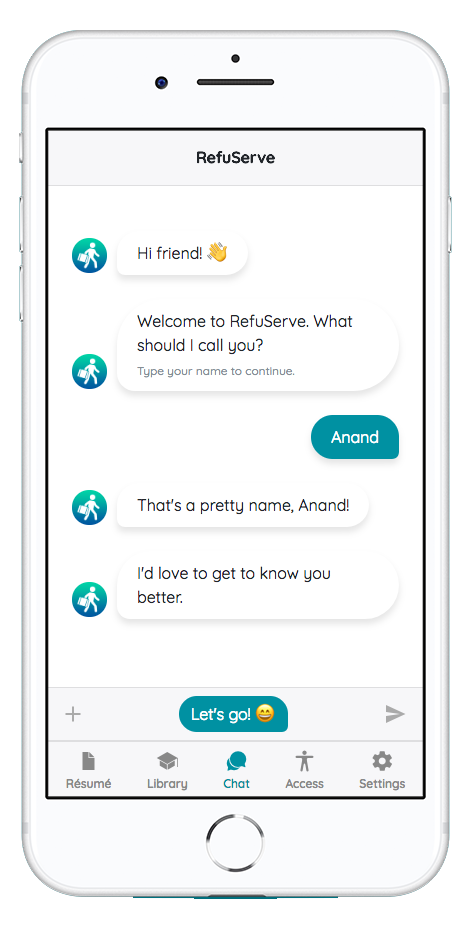 RefuServe
Hi friend! 👋
Welcome to RefuServe. What
should I call you?
Type your name to continue.
Anand
That's a pretty name, Anand!
I'd love to get to know you
better.
Let's go! 😄
Résumé
Library
Chat
Access
Settings